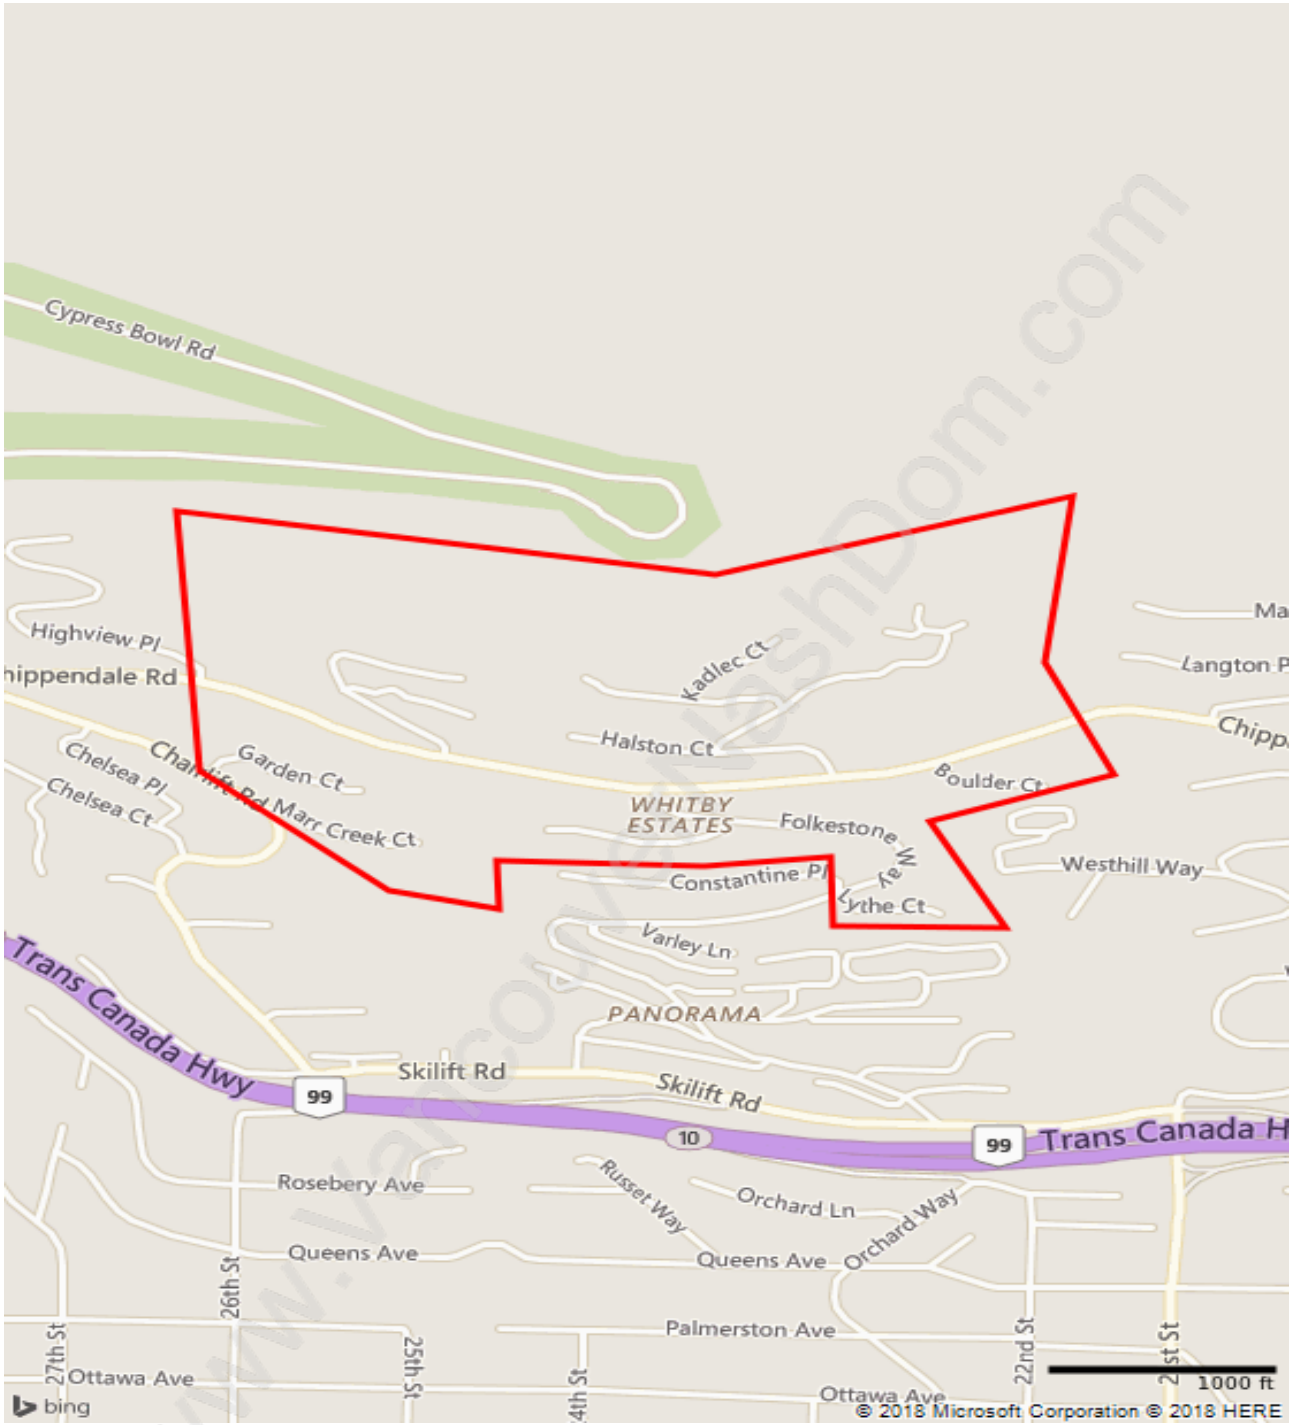 Cypress Bowl Rd
Ma
Highview Pl
Kadlec Ct
Langton P
hippendale Rd
Halston Ct
Chipp
Chelsea Pl
Chairlift Rd
Garden Ct
Boulder Ct
Chelsea Ct
Marr Creek Ct
WHITBY
ESTATES
Folkestone Way
Westhill Way
Constantine Pl
Lythe Ct
Varley Ln
Trans Canada Hwy
PANORAMA
Skilift Rd
Skilift Rd
99
10
99
Trans Canada H
Rosebery Ave
Russet Way
Orchard Ln
Orchard Way
Queens Ave
Queens Ave
26th St
Palmerston Ave
27th St
25th St
4th St
22nd St
21st St
Ottawa Ave
Ottawa Ave
1000 ft
bing
© 2018 Microsoft Corporation © 2018 HERE
www.VancouverNashDom.com